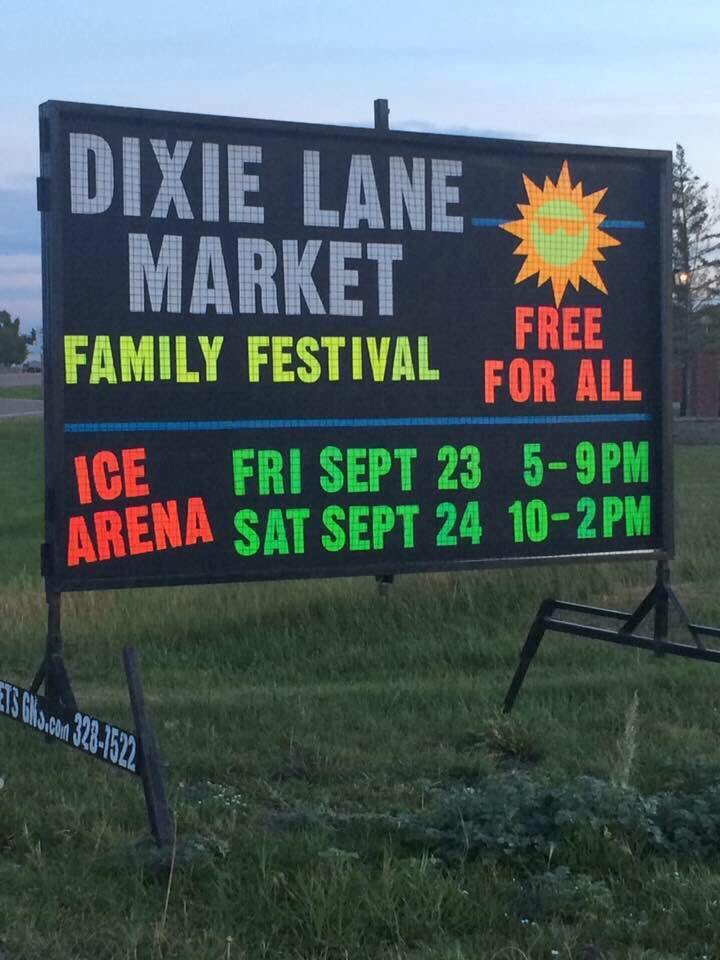 DIXIE LANE
MARKET
FAMILY FESTIVAL
FREE
FOR ALL
ICE
ARENA
FRI SEPT 23 5-9PM
SAT SEPT 24 10-2PM
328-7522